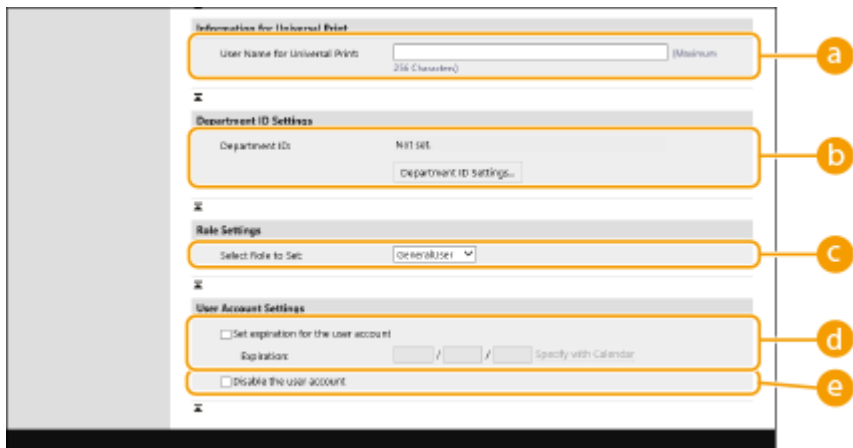 Information for Universal Print
User Name for Universal Print: (Maximum
256 Characters)
a
Department ID Settings
Department ID: Not set.
Department ID Settings...
b
Role Settings
Select Role to Set: GeneralUser
c
User Account Settings
Set expiration for the user account
Expiration: / / Specify with Calendar
d
Disable the user account
e